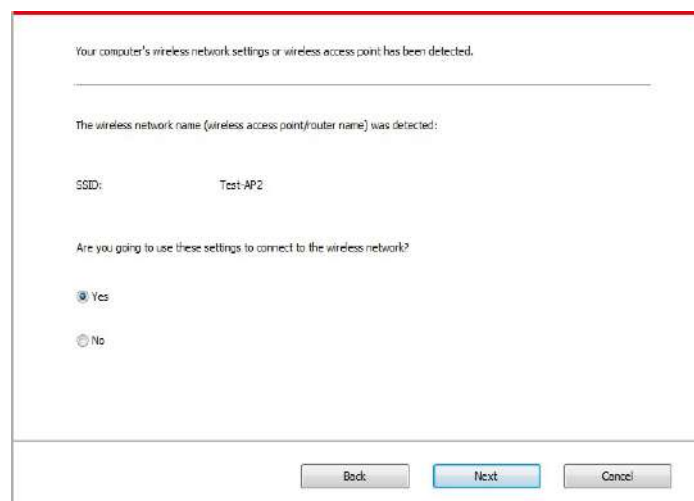 Your computer's wireless network settings or wireless access point has been detected.
The wireless network name (wireless access point/router name) was detected:
SSID: Test-AP2
Are you going to use these settings to connect to the wireless network?
Yes
No
Back Next Cancel